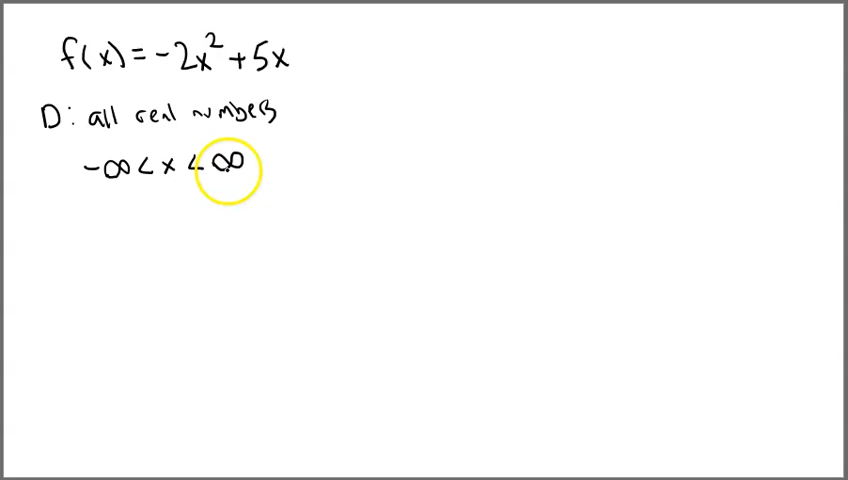 f(x) = -2x² + 5x
D: all real numbers
-∞ < x < ∞